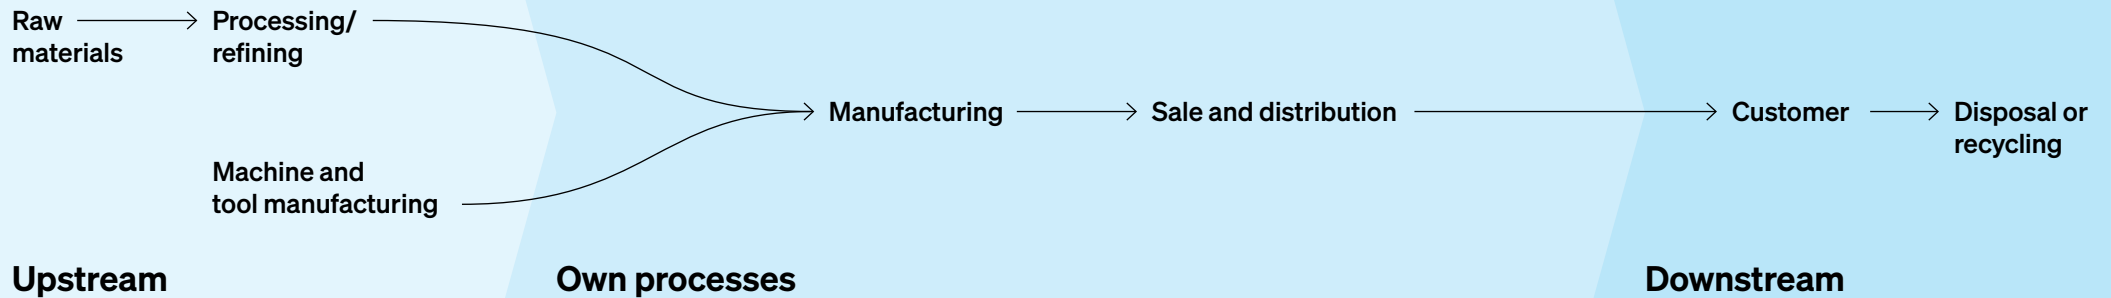 Raw
materials
Processing/
refining
Machine and
tool manufacturing
Manufacturing
Sale and distribution
Customer
Disposal or
recycling
Upstream
Own processes
Downstream